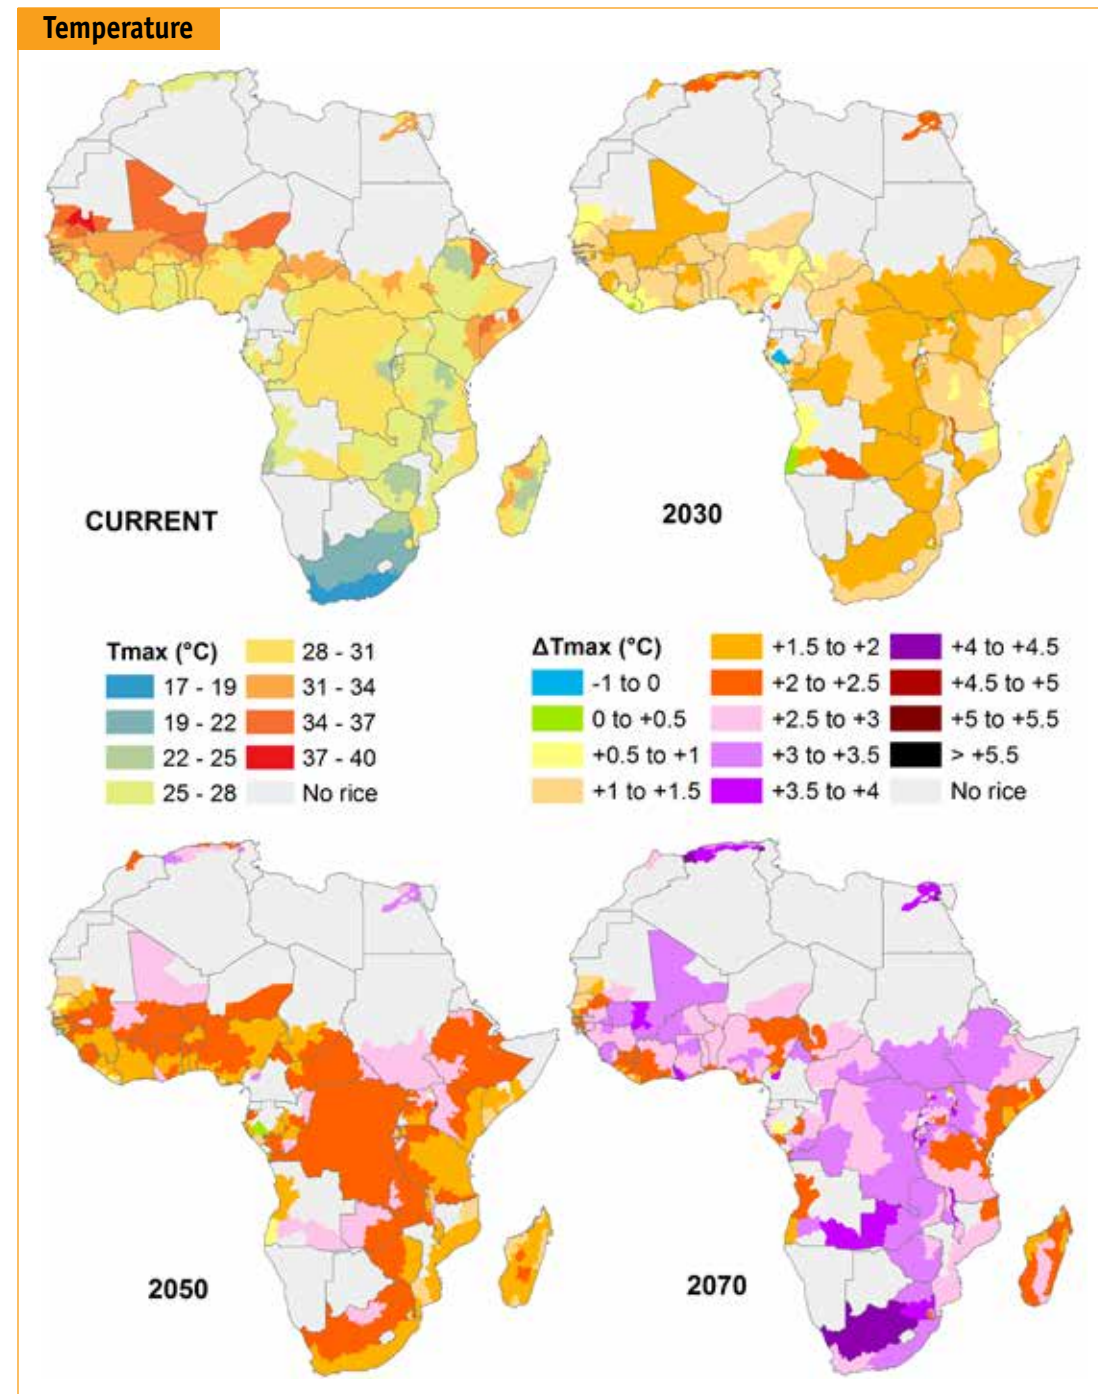 Temperature
CURRENT
2030
Tmax (°C)
17 - 19
19 - 22
22 - 25
25 - 28
28 - 31
31 - 34
34 - 37
37 - 40
No rice
ΔTmax (°C)
-1 to 0
0 to +0.5
+0.5 to +1
+1 to +1.5
+1.5 to +2
+2 to +2.5
+2.5 to +3
+3 to +3.5
+3.5 to +4
+4 to +4.5
+4.5 to +5
+5 to +5.5
> +5.5
No rice
2050
2070